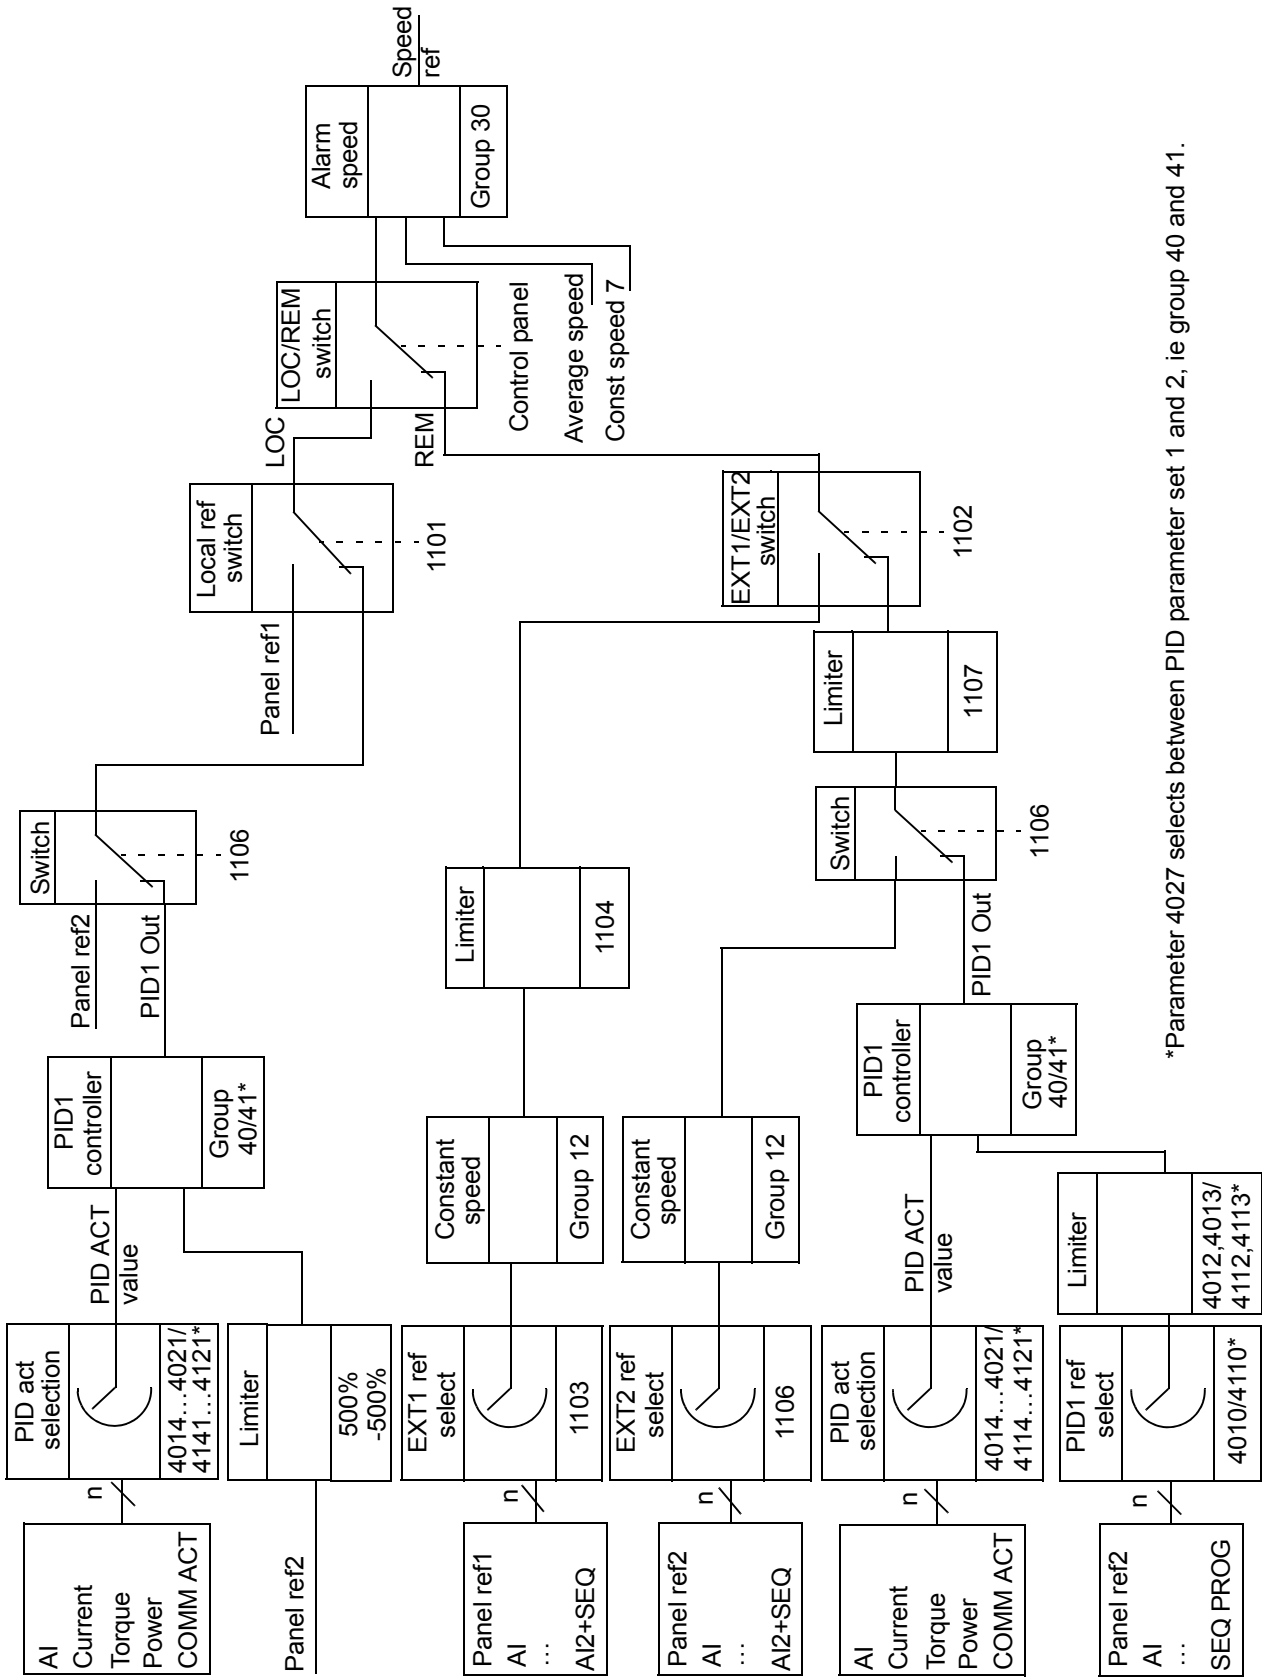 AI
Current
Torque
Power
COMM ACT
n
PID act
selection
4014…4021/
4141…4121*
PID ACT
value
PID1
controller
Group
40/41*
Panel ref2
PID1 Out
Switch
1106
Panel ref2
Limiter
500%
-500%
Panel ref1
Local ref
switch
1101
LOC
REM
LOC/REM
switch
Control panel
Average speed
Const speed 7
Alarm
speed
Group 30
Speed
ref
Panel ref1
AI
…
AI2+SEQ
n
EXT1 ref
select
1103
Constant
speed
Group 12
Limiter
1104
EXT1/EXT2
switch
1102
Panel ref2
AI
…
AI2+SEQ
n
EXT2 ref
select
1106
Constant
speed
Group 12
Switch
1106
Limiter
1107
AI
Current
Torque
Power
COMM ACT
n
PID act
selection
4014…4021/
4114…4121*
PID ACT
value
PID1
controller
Group
40/41*
PID1 Out
Panel ref2
AI
…
SEQ PROG
n
PID1 ref
select
4010/4110*
Limiter
4012,4013/
4112,4113*
*Parameter 4027 selects between PID parameter set 1 and 2, ie group 40 and 41.